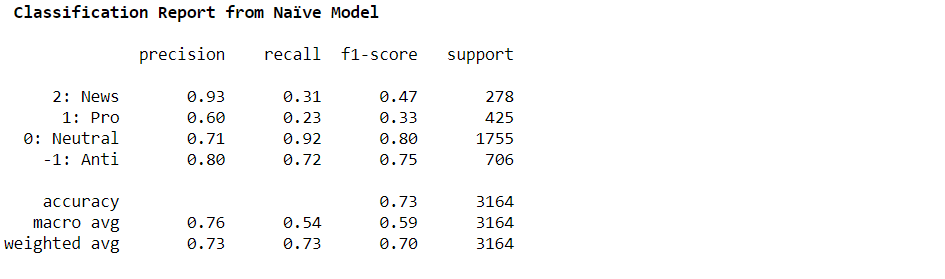 Classification Report from Naïve Model
precision recall f1-score support
2: News 0.93 0.31 0.47 278
1: Pro 0.60 0.23 0.33 425
0: Neutral 0.71 0.92 0.80 1755
-1: Anti 0.80 0.72 0.75 706
accuracy 0.73 3164
macro avg 0.76 0.54 0.59 3164
weighted avg 0.73 0.73 0.70 3164